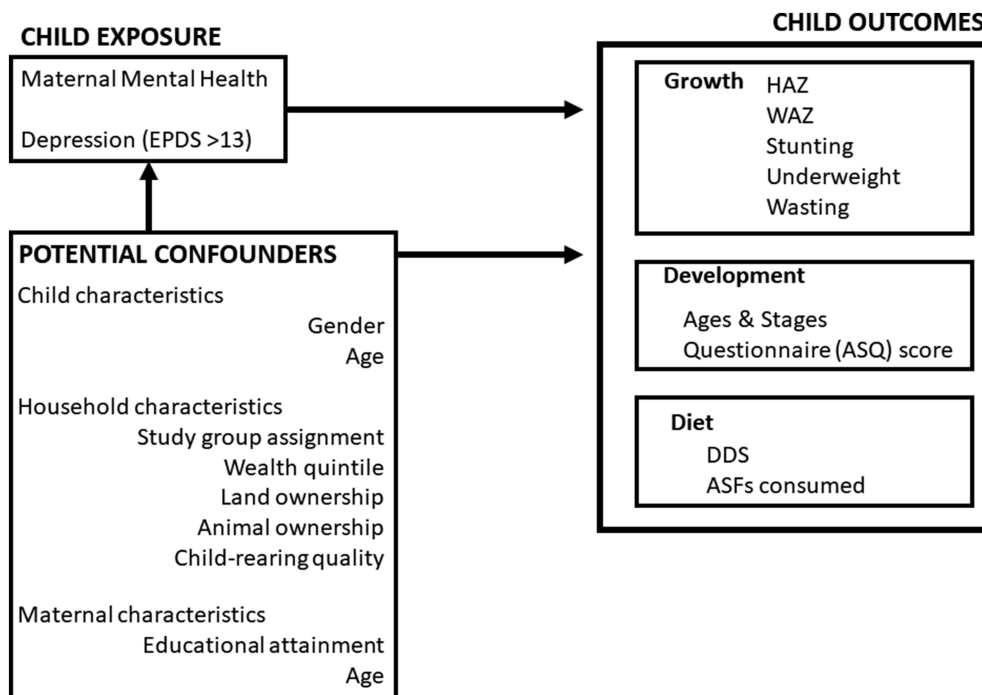 CHILD EXPOSURE
Maternal Mental Health
Depression (EPDS >13)
POTENTIAL CONFOUNDERS
Child characteristics
Gender
Age
Household characteristics
Study group assignment
Wealth quintile
Land ownership
Animal ownership
Child-rearing quality
Maternal characteristics
Educational attainment
Age
CHILD OUTCOMES
Growth HAZ
WAZ
Stunting
Underweight
Wasting
Development
Ages & Stages
Questionnaire (ASQ) score
Diet
DDS
ASFs consumed